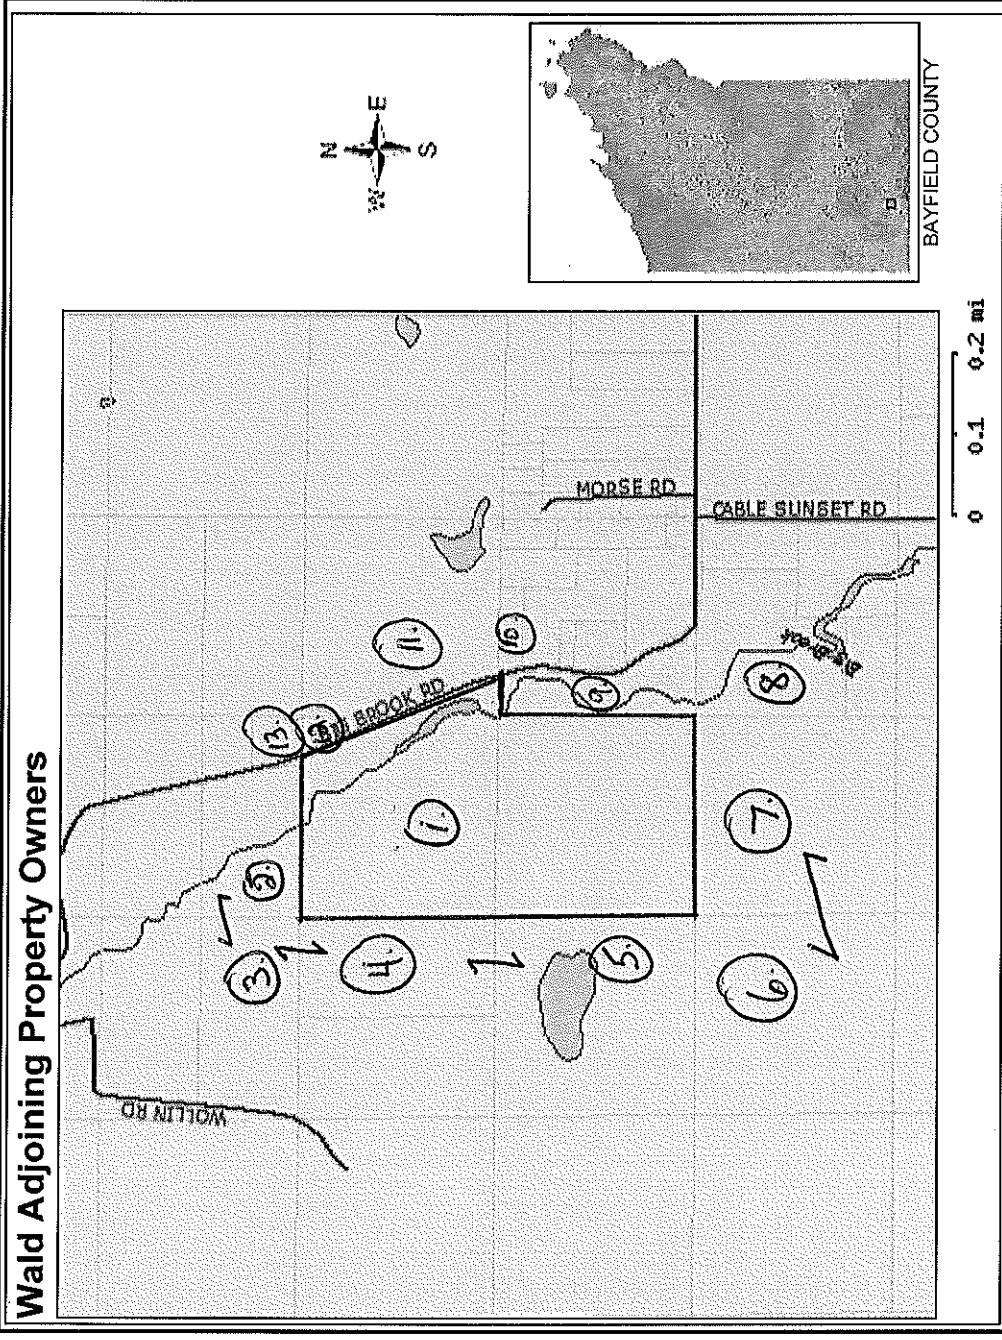 Wald Adjoining Property Owners
N
W E
S
BAYFIELD COUNTY
13.
BROOK RD
11.
10.
2.
3.
1.
4.
9.
MORSE RD
CABLE SUNSET RD
WOLLIN RD
5.
8.
7.
6.
0 0.1 0.2 mi